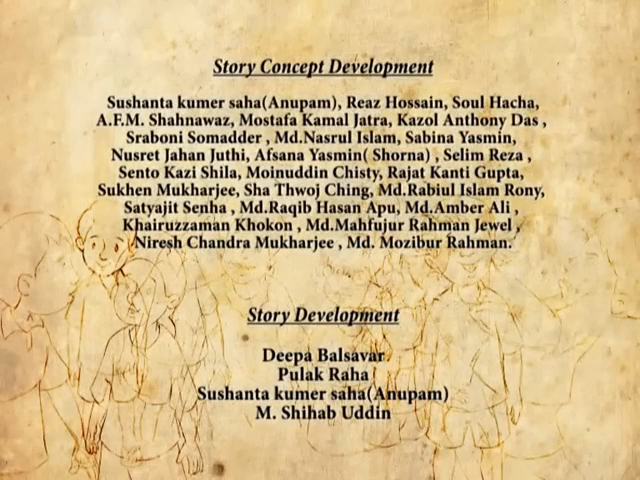 Story Concept Development
Sushanta kumer saha(Anupam), Reaz Hossain, Soul Hacha,
A.F.M. Shahnawaz, Mostafa Kamal Jatra, Kazol Anthony Das ,
Sraboni Somadder , Md.Nasrul Islam, Sabina Yasmin,
Nusret Jahan Juthi, Afsana Yasmin( Shorna) , Selim Reza ,
Sento Kazi Shila, Moinuddin Chisty, Rajat Kanti Gupta,
Sukhen Mukharjee, Sha Thwoj Ching, Md.Rabiul Islam Rony,
Satyajit Senha , Md.Raqib Hasan Apu, Md.Amber Ali ,
Khairuzzaman Khokon , Md.Mahfujur Rahman Jewel ,
Niresh Chandra Mukharjee , Md. Mozibur Rahman.
Story Development
Deepa Balsavar
Pulak Raha
Sushanta kumer saha(Anupam)
M. Shihab Uddin